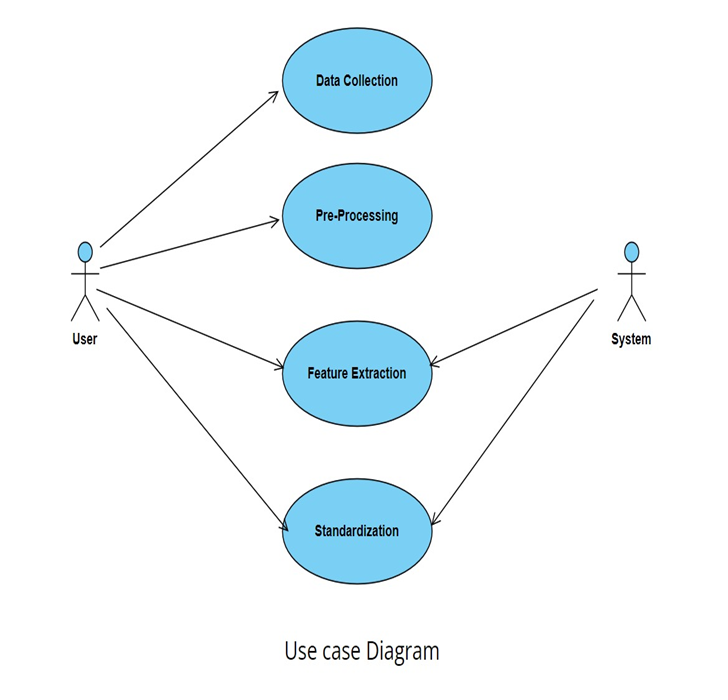 Data Collection
Pre-Processing
User
System
Feature Extraction
Standardization
Use case Diagram